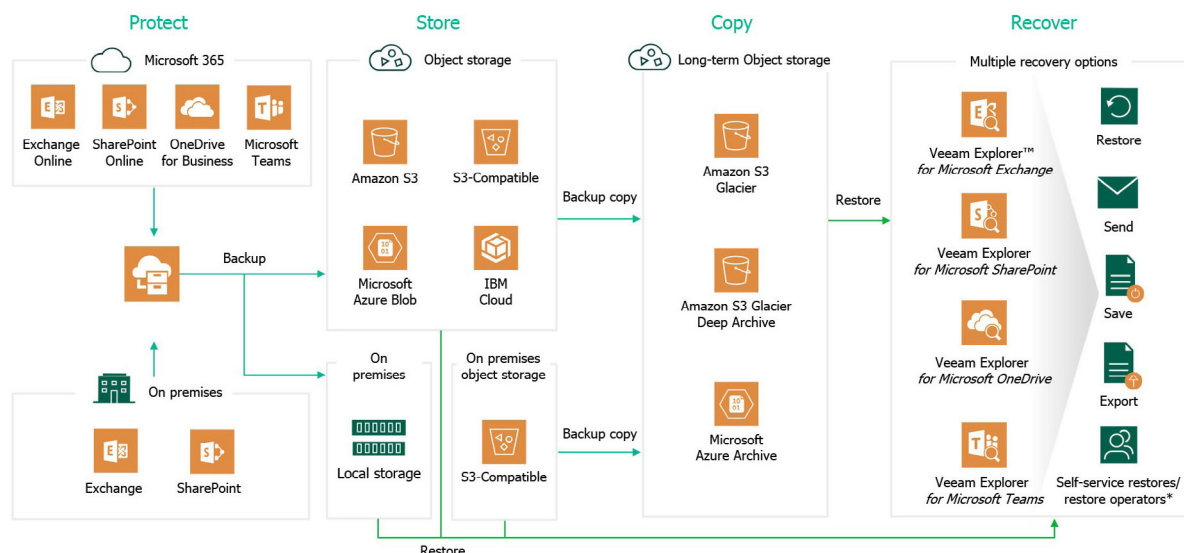 Protect
Store
Copy
Recover
Microsoft 365
Exchange
Online
SharePoint
Online
OneDrive
for Business
Microsoft
Teams
Backup
On premises
Exchange
SharePoint
Object storage
Amazon S3
S3-Compatible
Microsoft
Azure Blob
IBM
Cloud
On
premises
Local storage
On premises
object storage
S3-Compatible
Backup copy
Backup copy
Long-term Object storage
Amazon S3
Glacier
Amazon S3 Glacier
Deep Archive
Microsoft
Azure Archive
Restore
Multiple recovery options
Veeam Explorer™
for Microsoft Exchange
Veeam Explorer
for Microsoft SharePoint
Veeam Explorer
for Microsoft OneDrive
Veeam Explorer
for Microsoft Teams
Restore
Send
Save
Export
Self-service restores/
restore operators*
Restore